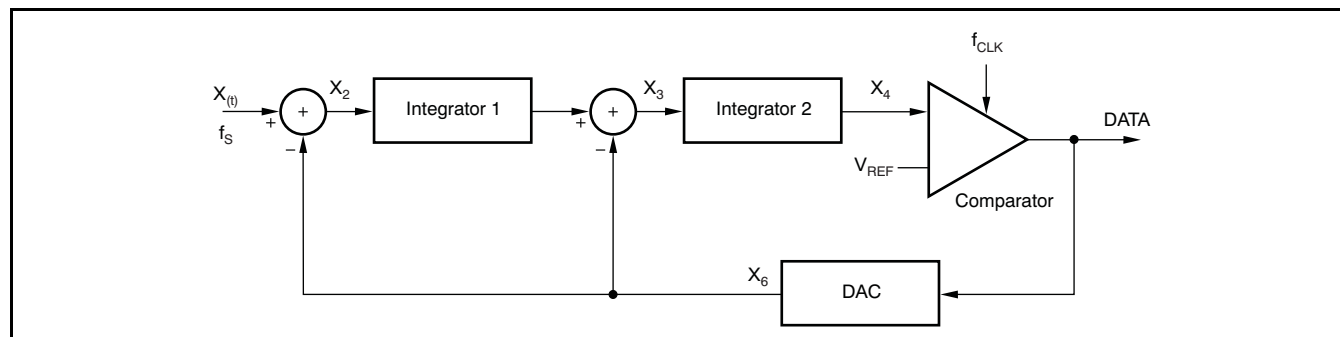 f_CLK
X_(t)
X_2
Integrator 1
X_3
Integrator 2
X_4
DATA
+
+
+
+
f_S
−
−
V_REF
Comparator
X_6
DAC